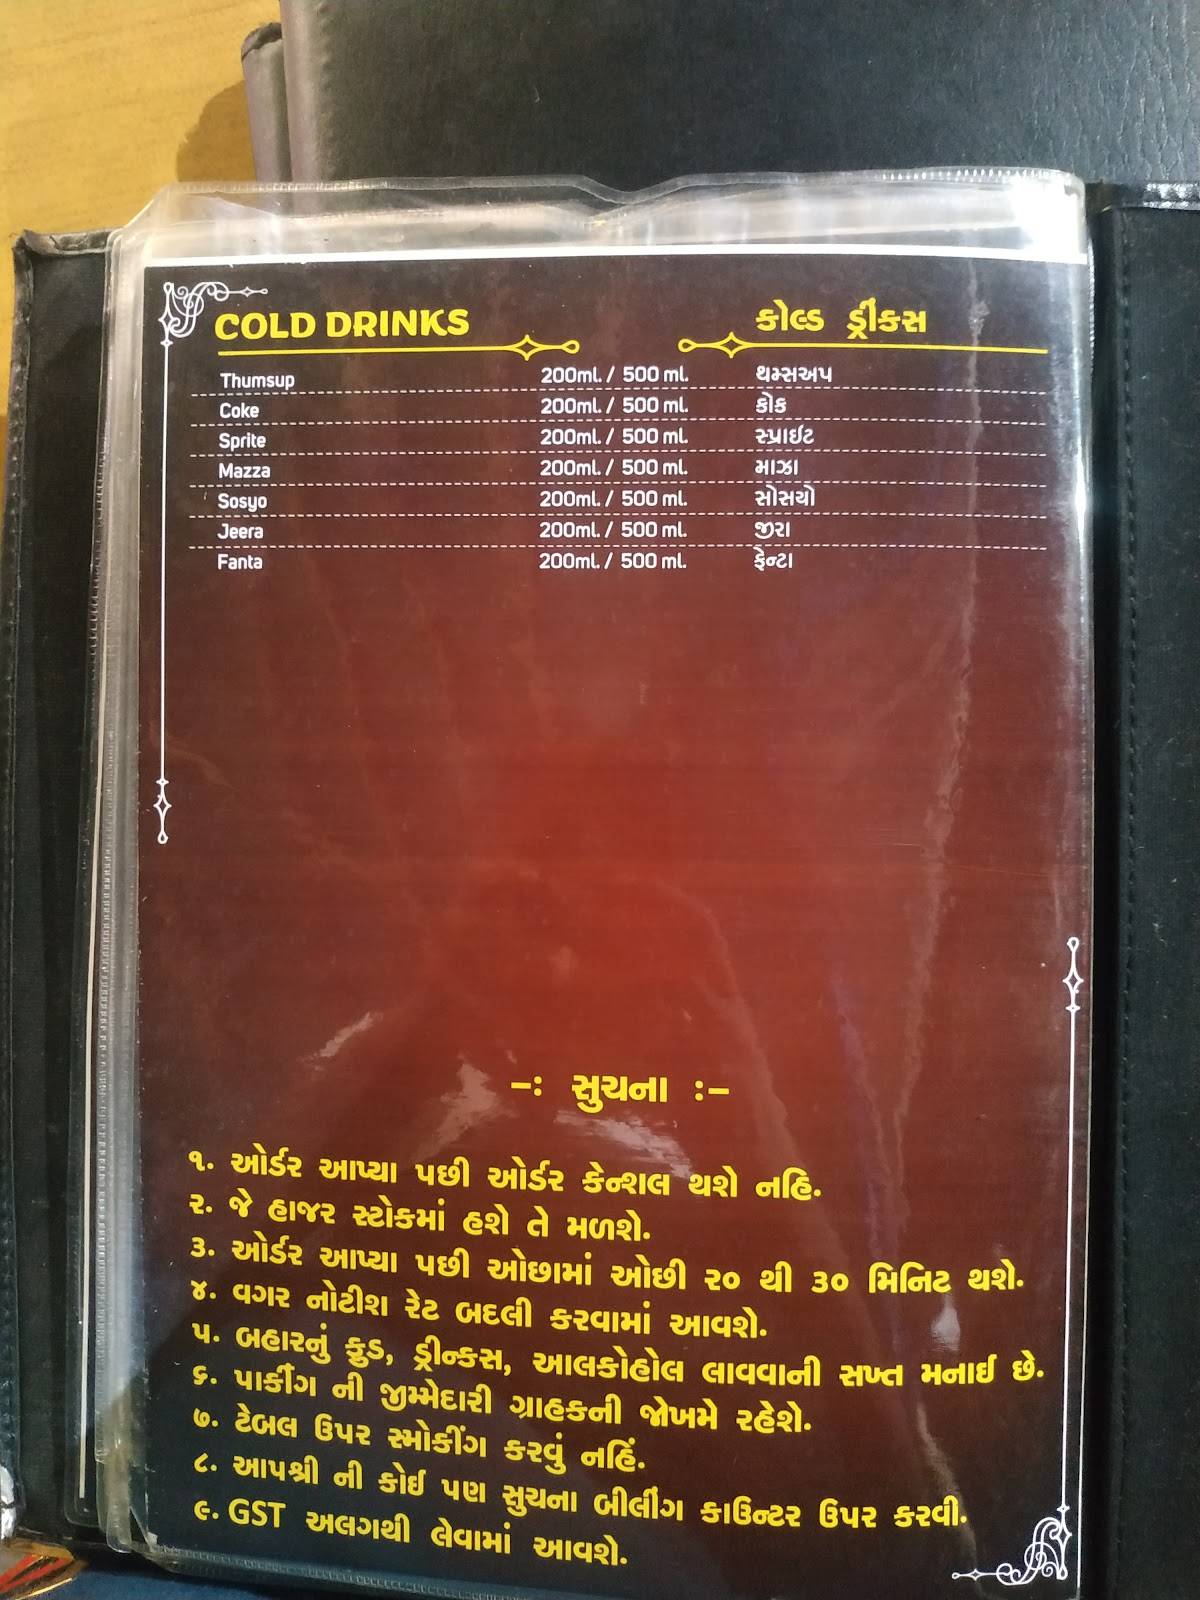 COLD DRINKS કોલ્ડ ડ્રીંકસ
Thumsup 200ml. / 500 ml. થમ્સઅપ
Coke 200ml. / 500 ml. કોક
Sprite 200ml. / 500 ml. સ્પ્રાઈટ
Mazza 200ml. / 500 ml. માઝા
Sosyo 200ml. / 500 ml. સોસયો
Jeera 200ml. / 500 ml. જીરા
Fanta 200ml. / 500 ml. ફેન્ટા
-: સુચના :-
૧. ઓર્ડર આપ્યા પછી ઓર્ડર કેન્શલ થશે નહિ.
૨. જે હાજર સ્ટોકમાં હશે તે મળશે.
૩. ઓર્ડર આપ્યા પછી ઓછામાં ઓછી ૨૦ થી ૩૦ મિનિટ થશે.
૪. વગર નોટીશ રેટ બદલી કરવામાં આવશે.
૫. બહારનું ફુડ, ડ્રીન્કસ, આલકોહોલ લાવવાની સખ્ત મનાઈ છે.
૬. પાર્કીંગ ની જીમ્મેદારી ગ્રાહકની જોખમે રહેશે.
૭. ટેબલ ઉપર સ્મોકીંગ કરવું નહિં.
૮. આપશ્રી ની કોઈ પણ સુચના બીલીંગ કાઉન્ટર ઉપર કરવી.
૯. GST અલગથી લેવામાં આવશે.